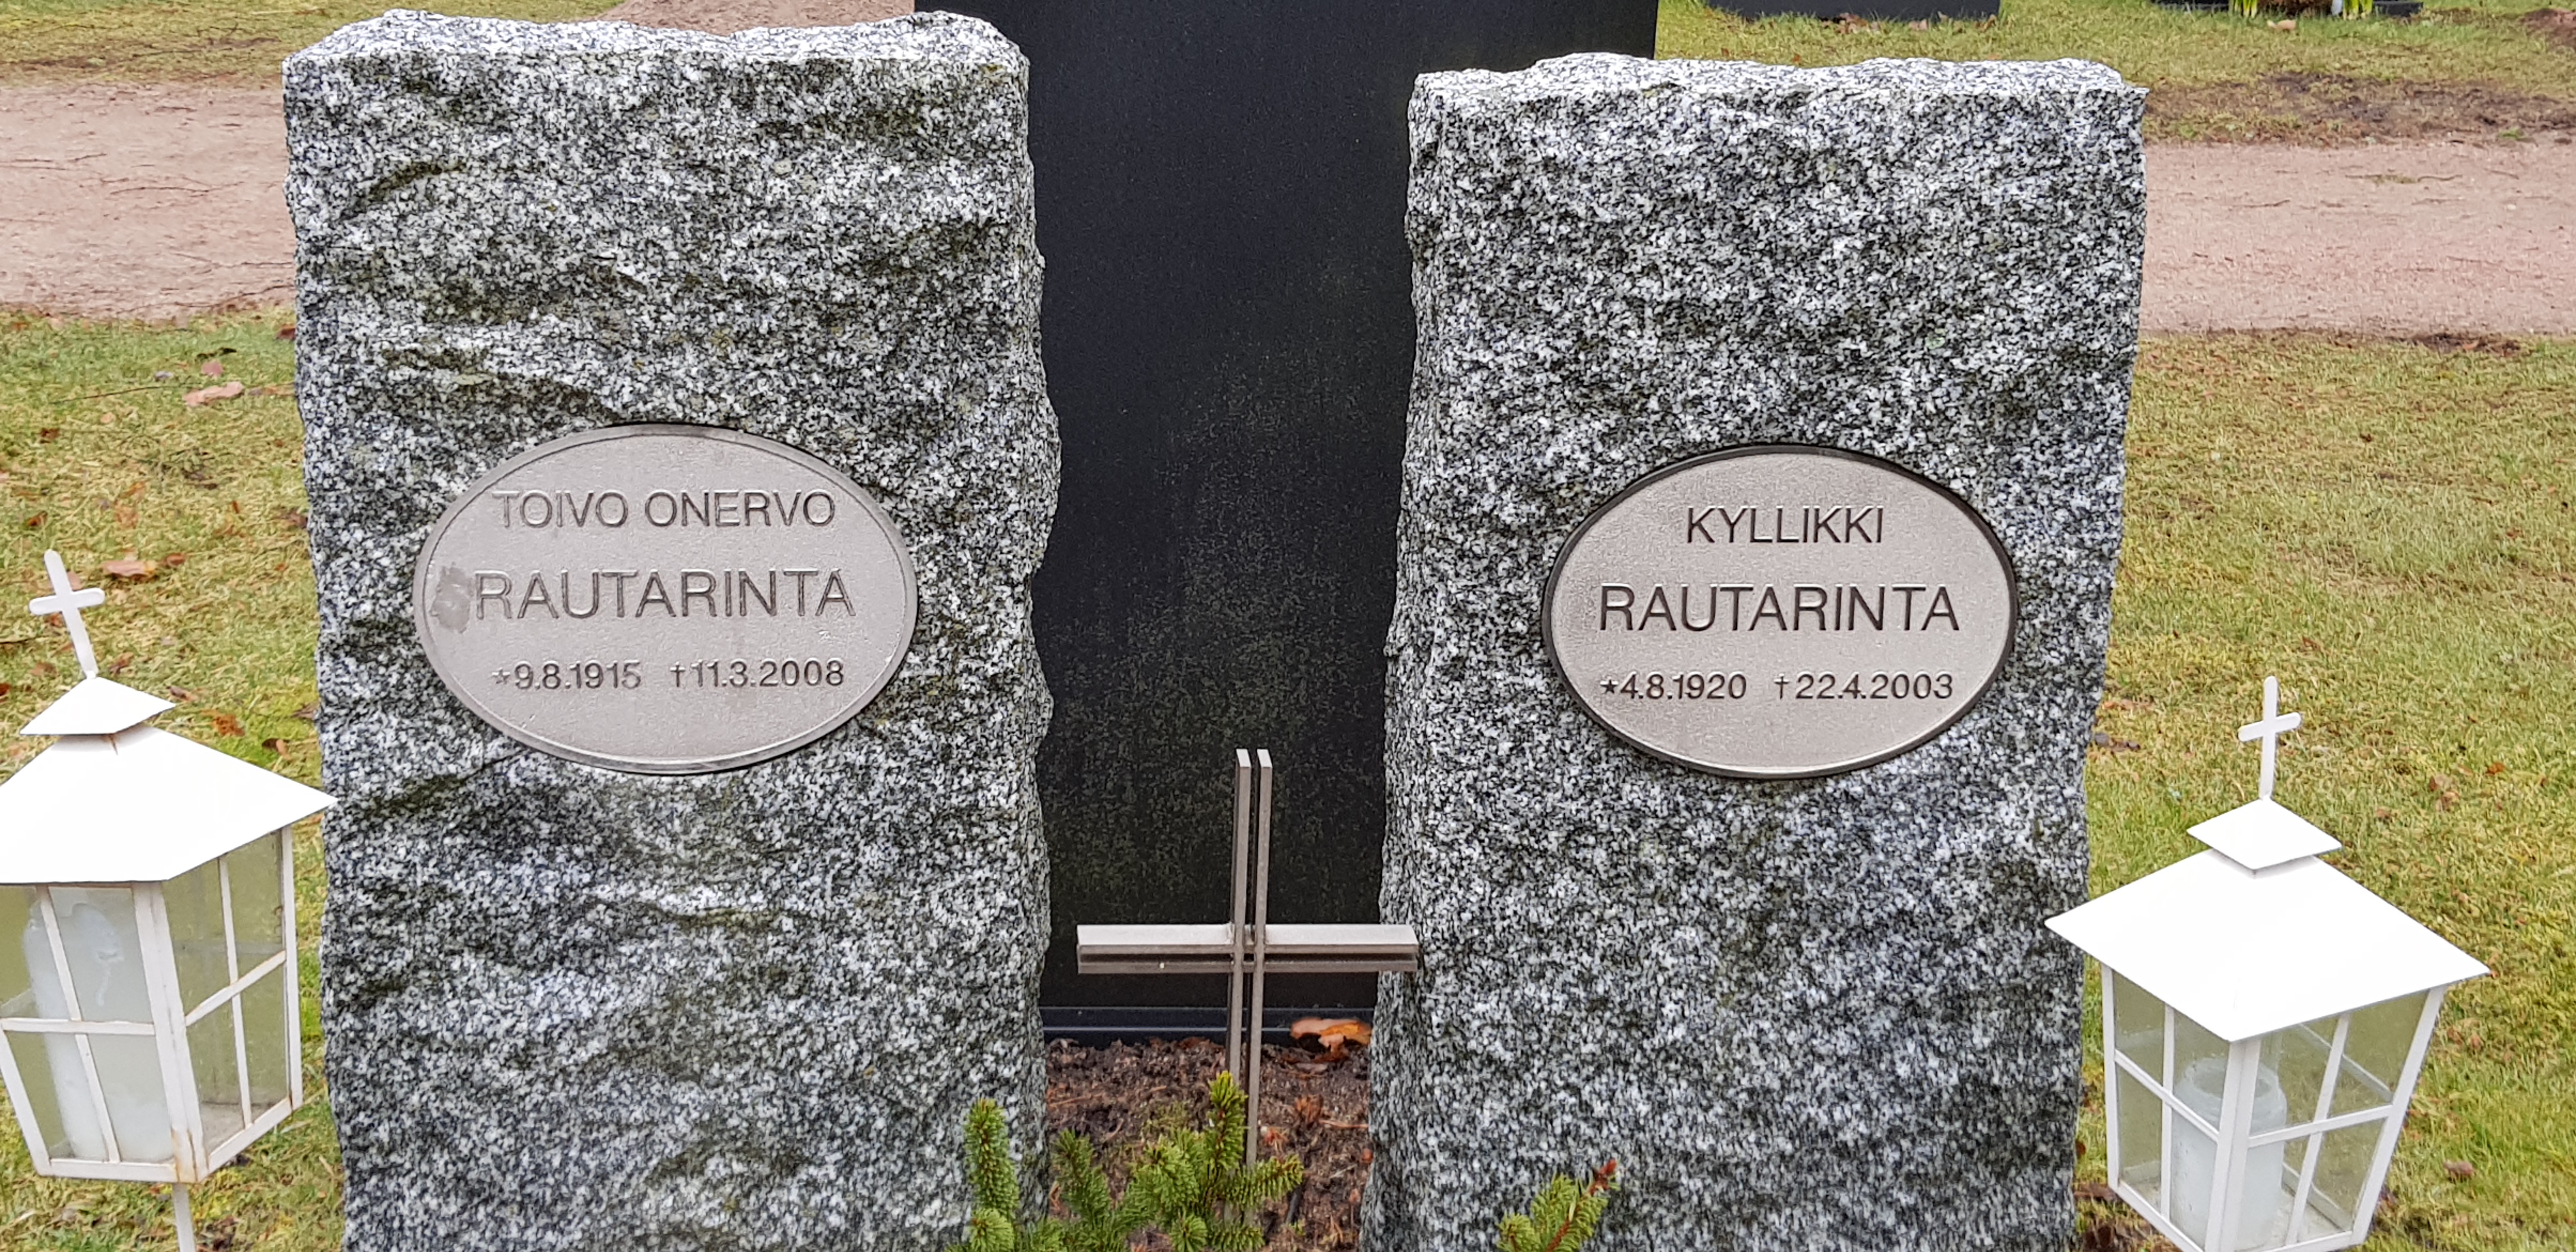 TOIVO ONERVO
RAUTARINTA
*9.8.1915 †11.3.2008
KYLLIKKI
RAUTARINTA
*4.8.1920 †22.4.2003